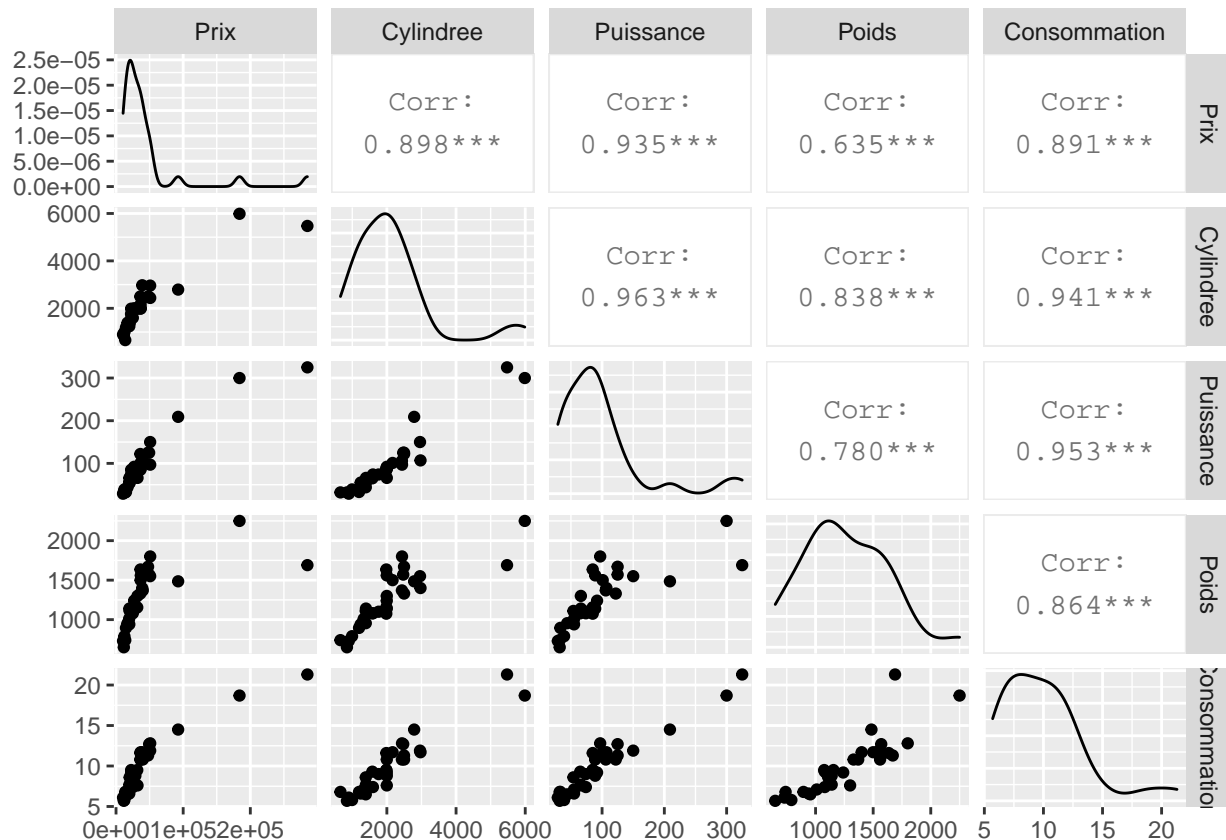 Prix Cylindree Puissance Poids Consommation
2.5e−05
2.0e−05
1.5e−05
1.0e−05
5.0e−06
0.0e+00
Corr:
0.898***
Corr:
0.935***
Corr:
0.635***
Corr:
0.891***
Prix
6000
4000
2000
Corr:
0.963***
Corr:
0.838***
Corr:
0.941***
Cylindree
300
200
100
Corr:
0.780***
Corr:
0.953***
Puissance
2000
1500
1000
Corr:
0.864***
Poids
20
15
10
5
Consommation
0e+001e+052e+05 2000 4000 6000 100 200 300 1000 1500 2000 5 10 15 20